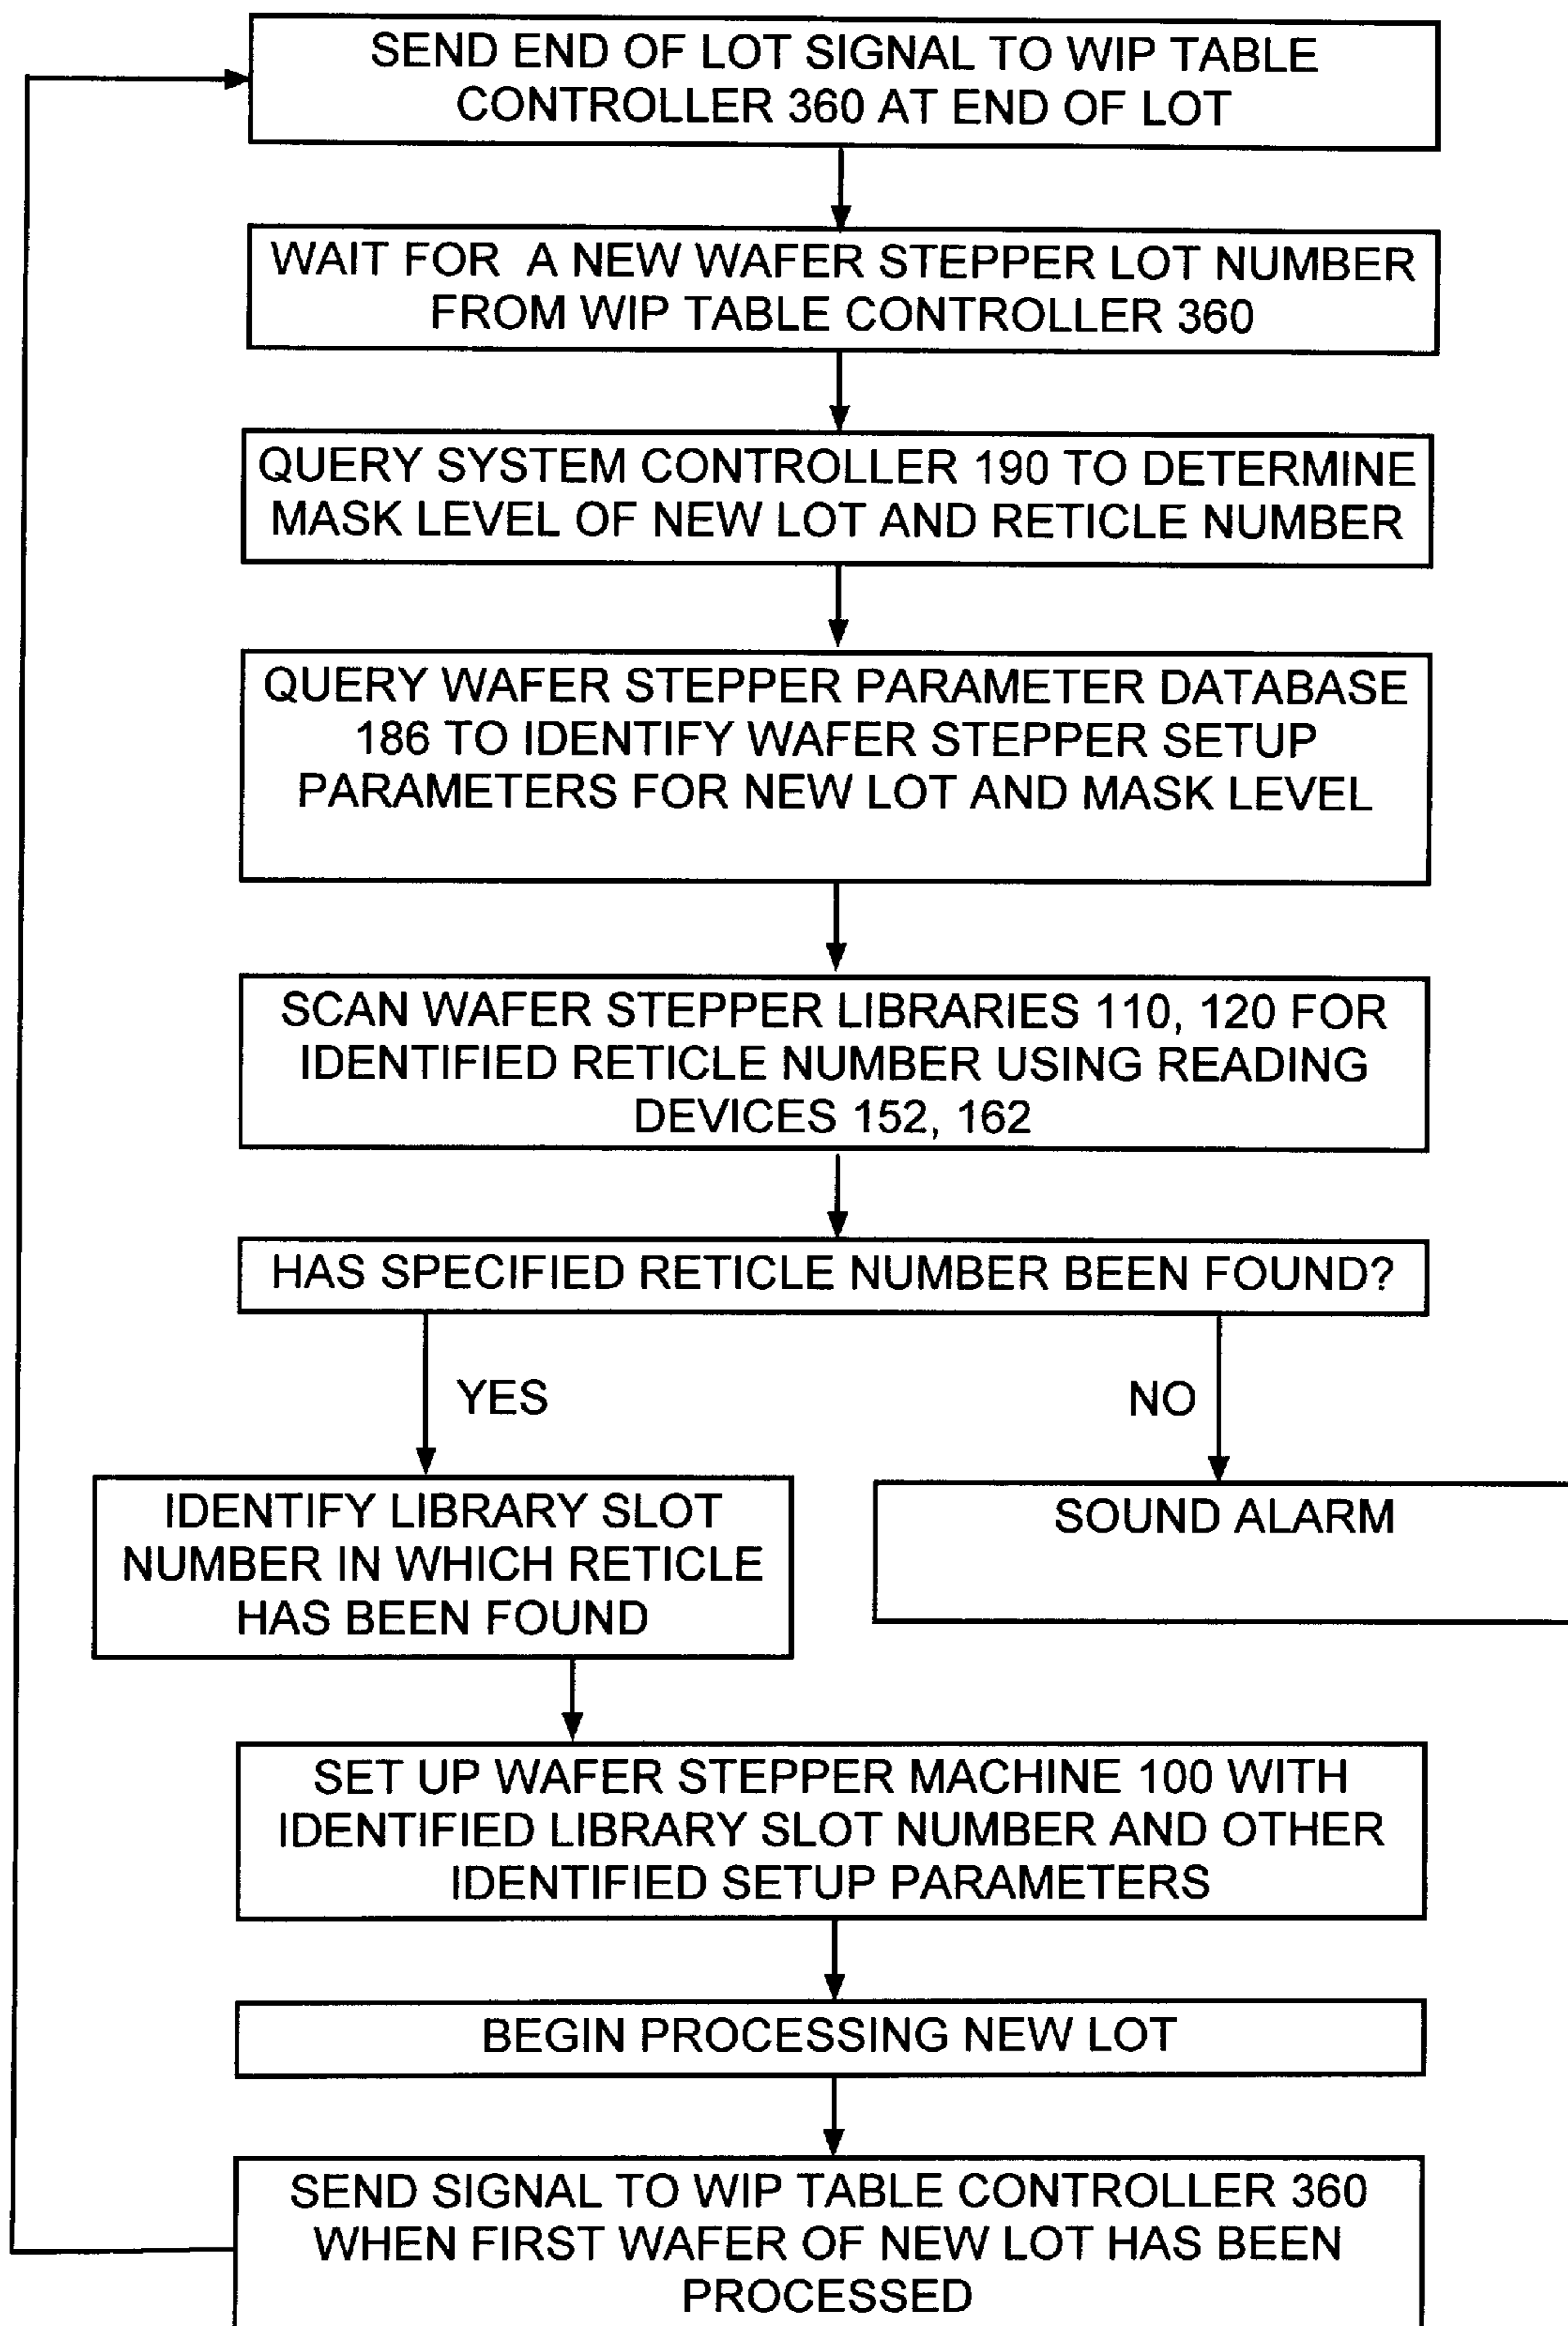 SEND END OF LOT SIGNAL TO WIP TABLE
CONTROLLER 360 AT END OF LOT
WAIT FOR A NEW WAFER STEPPER LOT NUMBER
FROM WIP TABLE CONTROLLER 360
QUERY SYSTEM CONTROLLER 190 TO DETERMINE
MASK LEVEL OF NEW LOT AND RETICLE NUMBER
QUERY WAFER STEPPER PARAMETER DATABASE
186 TO IDENTIFY WAFER STEPPER SETUP
PARAMETERS FOR NEW LOT AND MASK LEVEL
SCAN WAFER STEPPER LIBRARIES 110, 120 FOR
IDENTIFIED RETICLE NUMBER USING READING
DEVICES 152, 162
HAS SPECIFIED RETICLE NUMBER BEEN FOUND?
YES
NO
IDENTIFY LIBRARY SLOT
NUMBER IN WHICH RETICLE
HAS BEEN FOUND
SOUND ALARM
SET UP WAFER STEPPER MACHINE 100 WITH
IDENTIFIED LIBRARY SLOT NUMBER AND OTHER
IDENTIFIED SETUP PARAMETERS
BEGIN PROCESSING NEW LOT
SEND SIGNAL TO WIP TABLE CONTROLLER 360
WHEN FIRST WAFER OF NEW LOT HAS BEEN
PROCESSED